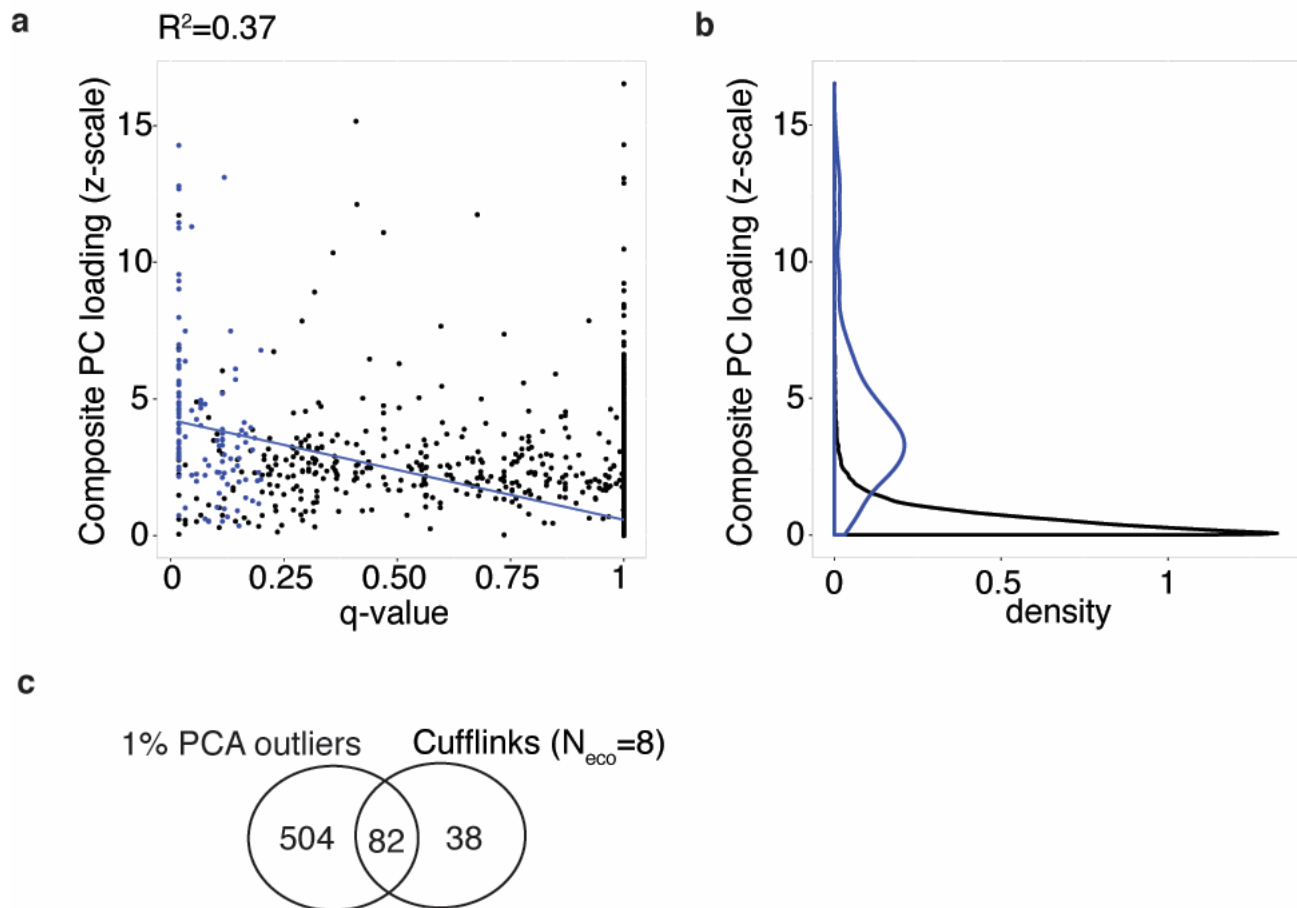 a
R²=0.37
Composite PC loading (z-scale)
15
10
5
0
0 0.25 0.50 0.75 1
q-value
b
Composite PC loading (z-scale)
15
10
5
0
0 0.5 1
density
c
1% PCA outliers Cufflinks (Neco=8)
504 82 38